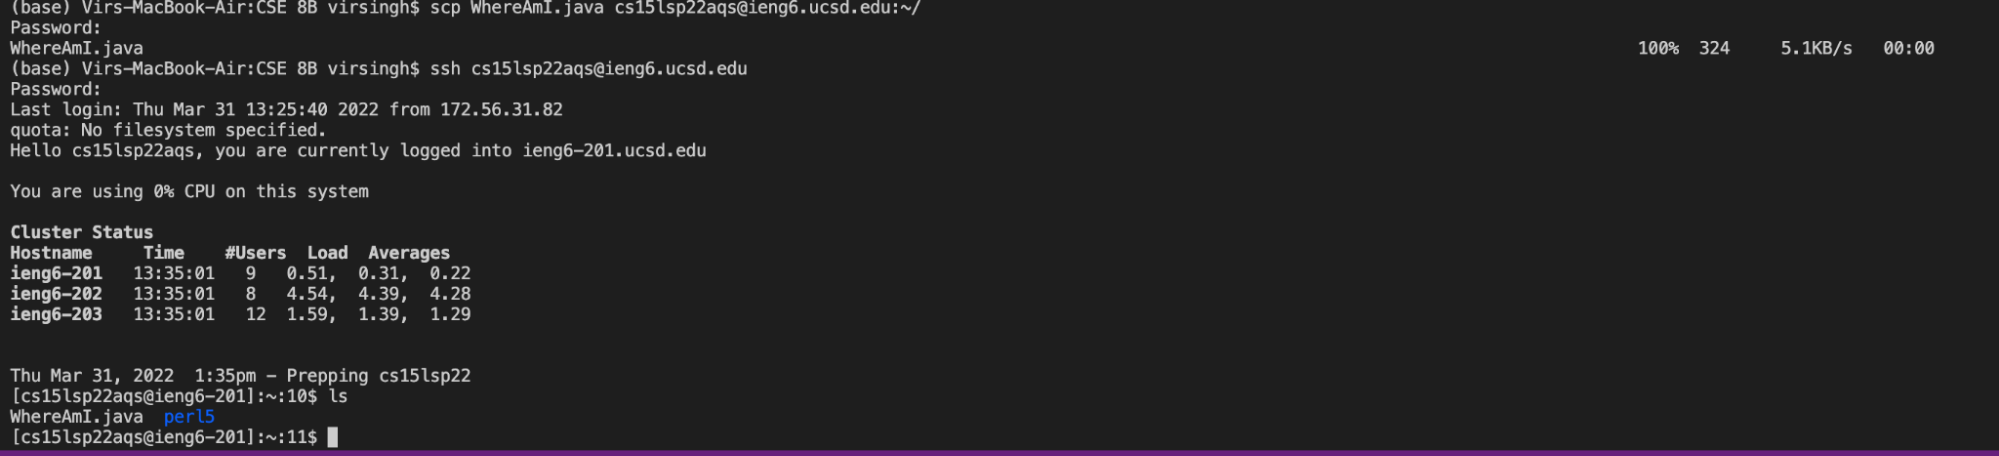 (base) Virs-MacBook-Air:CSE 8B virsingh$ scp WhereAmI.java cs15lsp22aqs@ieng6.ucsd.edu:~/
Password:
WhereAmI.java 100% 324 5.1KB/s 00:00
(base) Virs-MacBook-Air:CSE 8B virsingh$ ssh cs15lsp22aqs@ieng6.ucsd.edu
Password:
Last login: Thu Mar 31 13:25:40 2022 from 172.56.31.82
quota: No filesystem specified.
Hello cs15lsp22aqs, you are currently logged into ieng6-201.ucsd.edu
You are using 0% CPU on this system
Cluster Status
Hostname Time #Users Load Averages
ieng6-201 13:35:01 9 0.51, 0.31, 0.22
ieng6-202 13:35:01 8 4.54, 4.39, 4.28
ieng6-203 13:35:01 12 1.59, 1.39, 1.29
Thu Mar 31, 2022 1:35pm - Prepping cs15lsp22
[cs15lsp22aqs@ieng6-201]:~:10$ ls
WhereAmI.java perl5
[cs15lsp22aqs@ieng6-201]:~:11$